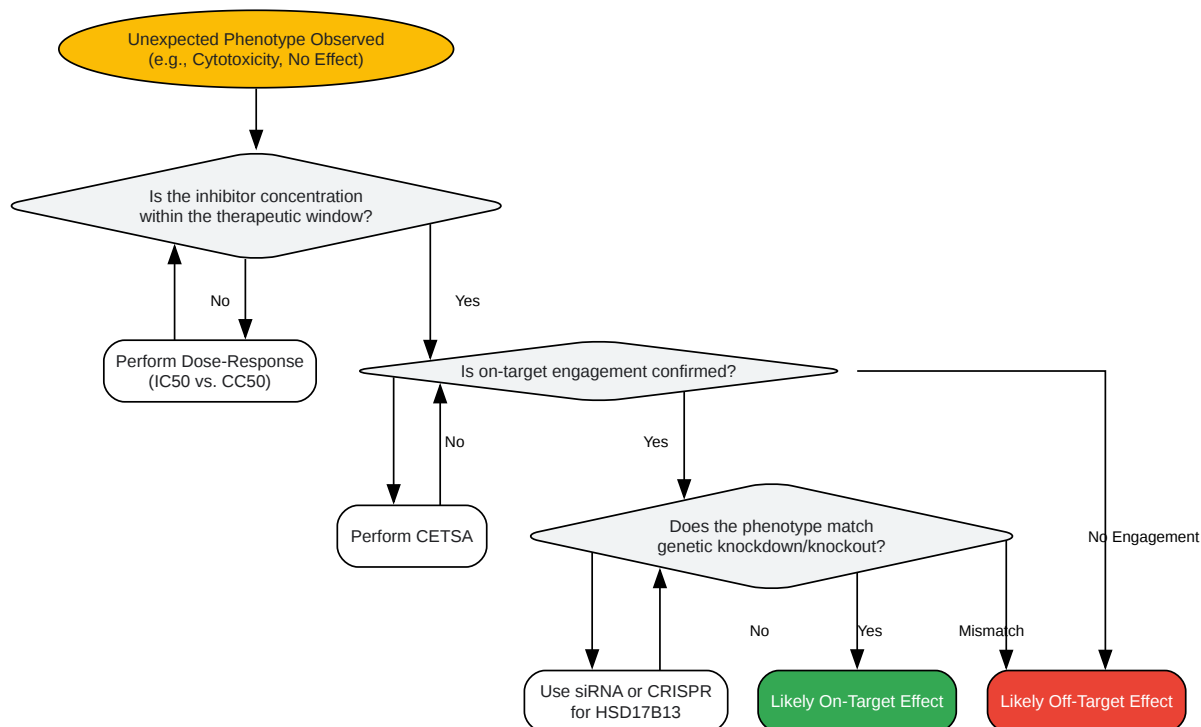 Unexpected Phenotype Observed
(e.g., Cytotoxicity, No Effect)
Is the inhibitor concentration
within the therapeutic window?
No
Yes
Perform Dose-Response
(IC50 vs. CC50)
Is on-target engagement confirmed?
No
Yes
Perform CETSA
Does the phenotype match
genetic knockdown/knockout?
No Engagement
No
Yes
Mismatch
Use siRNA or CRISPR
for HSD17B13
Likely On-Target Effect
Likely Off-Target Effect